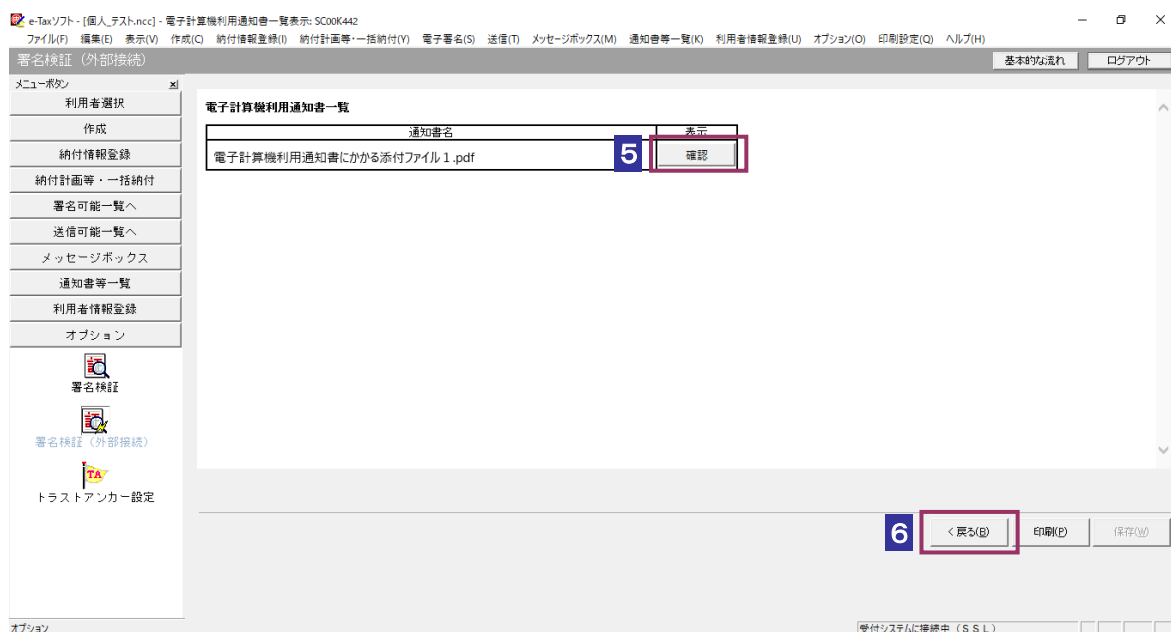 e-Taxソフト - [個人_テスト.ncc] - 電子計算機利用通知書一覧表示: SC00K442
ファイル(F) 編集(E) 表示(V) 作成(C) 納付情報登録(I) 納付計画等・一括納付(Y) 電子署名(S) 送信(T) メッセージボックス(M) 通知書等一覧(K) 利用者情報登録(U) オプション(O) 印刷設定(Q) ヘルプ(H)
署名検証（外部接続）
基本的な流れ
ログアウト
メニューボタン
利用者選択
作成
納付情報登録
納付計画等・一括納付
署名可能一覧へ
送信可能一覧へ
メッセージボックス
通知書等一覧
利用者情報登録
オプション
署名検証
署名検証（外部接続）
TA
トラストアンカー設定
電子計算機利用通知書一覧
通知書名 表示
電子計算機利用通知書にかかる添付ファイル１.pdf 5 確認
6 < 戻る(B) 印刷(P) 保存(W)
オプション 受付システムに接続中（ＳＳＬ）